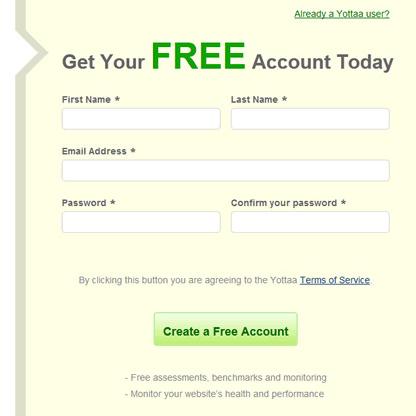 Already a Yottaa user?
Get Your FREE Account Today
First Name * Last Name *
Email Address *
Password * Confirm your password *
By clicking this button you are agreeing to the Yottaa Terms of Service.
Create a Free Account
- Free assessments, benchmarks and monitoring
- Monitor your website's health and performance